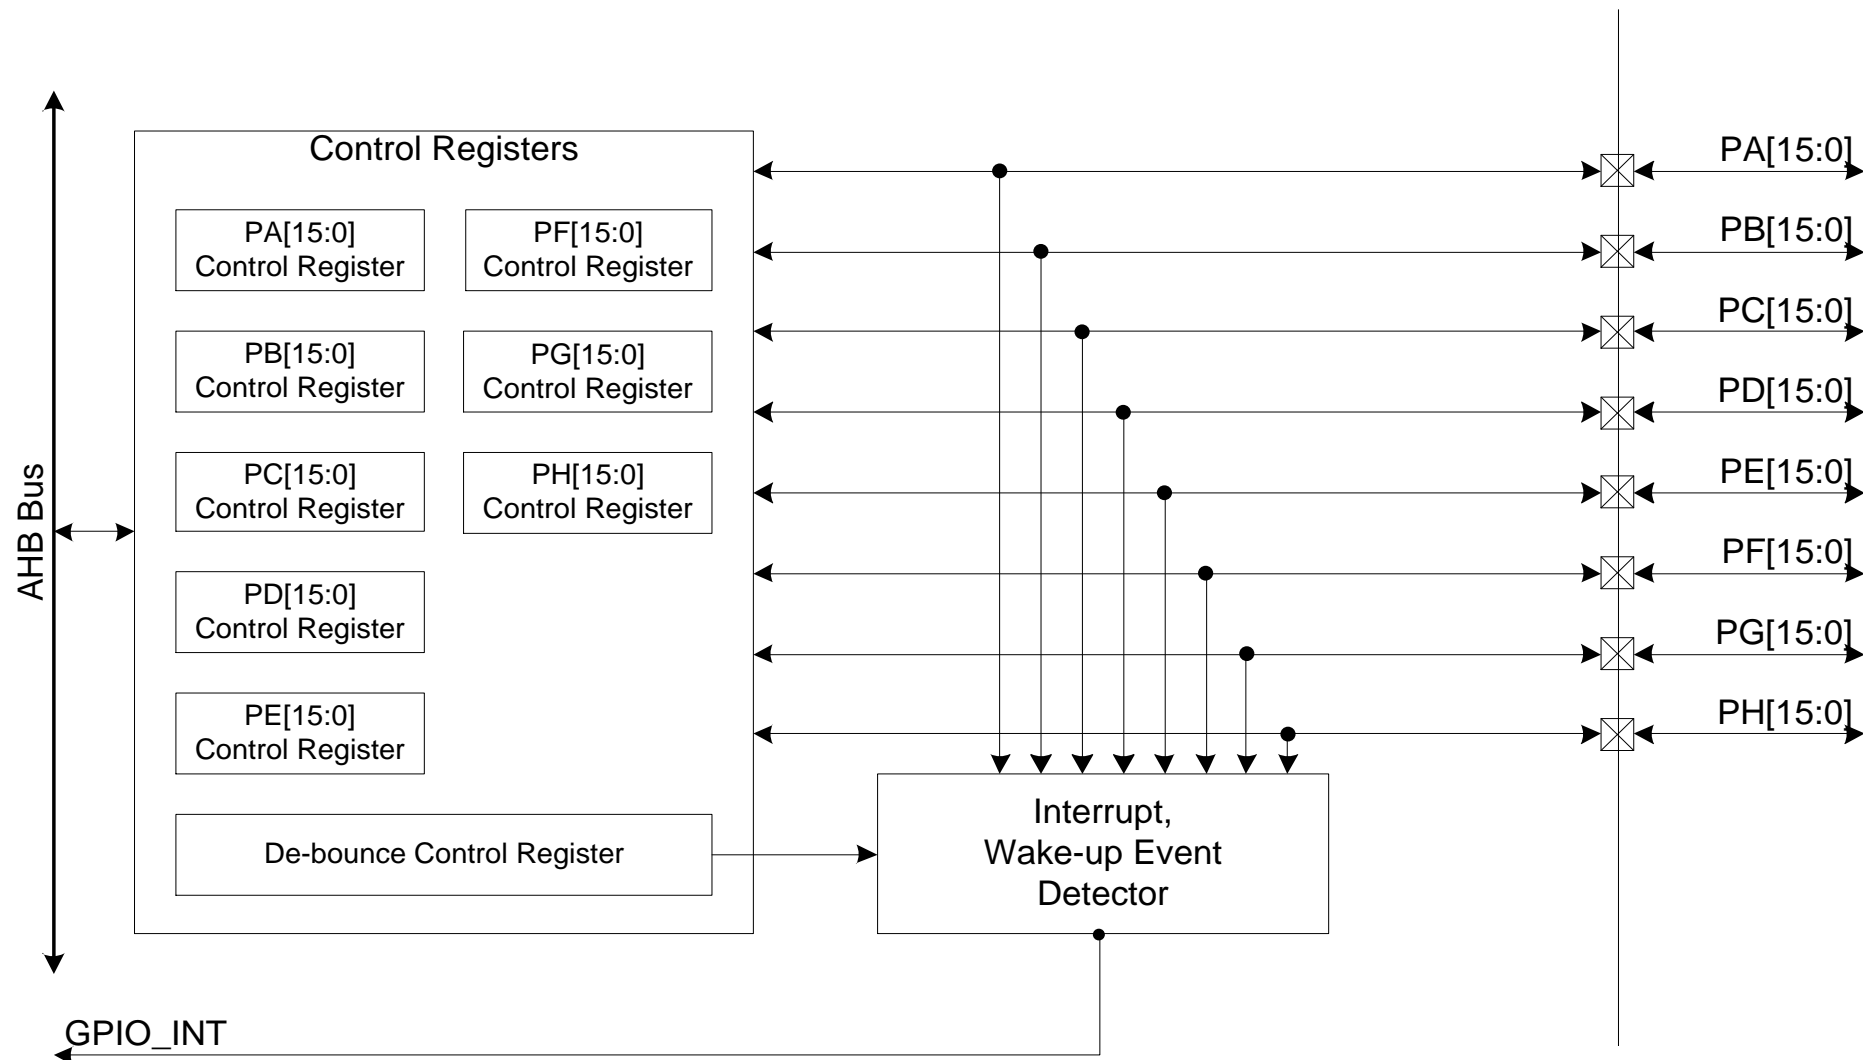 AHB Bus
Control Registers
PA[15:0]
Control Register
PF[15:0]
Control Register
PB[15:0]
Control Register
PG[15:0]
Control Register
PC[15:0]
Control Register
PH[15:0]
Control Register
PD[15:0]
Control Register
PE[15:0]
Control Register
De-bounce Control Register
Interrupt,
Wake-up Event
Detector
PA[15:0]
PB[15:0]
PC[15:0]
PD[15:0]
PE[15:0]
PF[15:0]
PG[15:0]
PH[15:0]
GPIO_INT